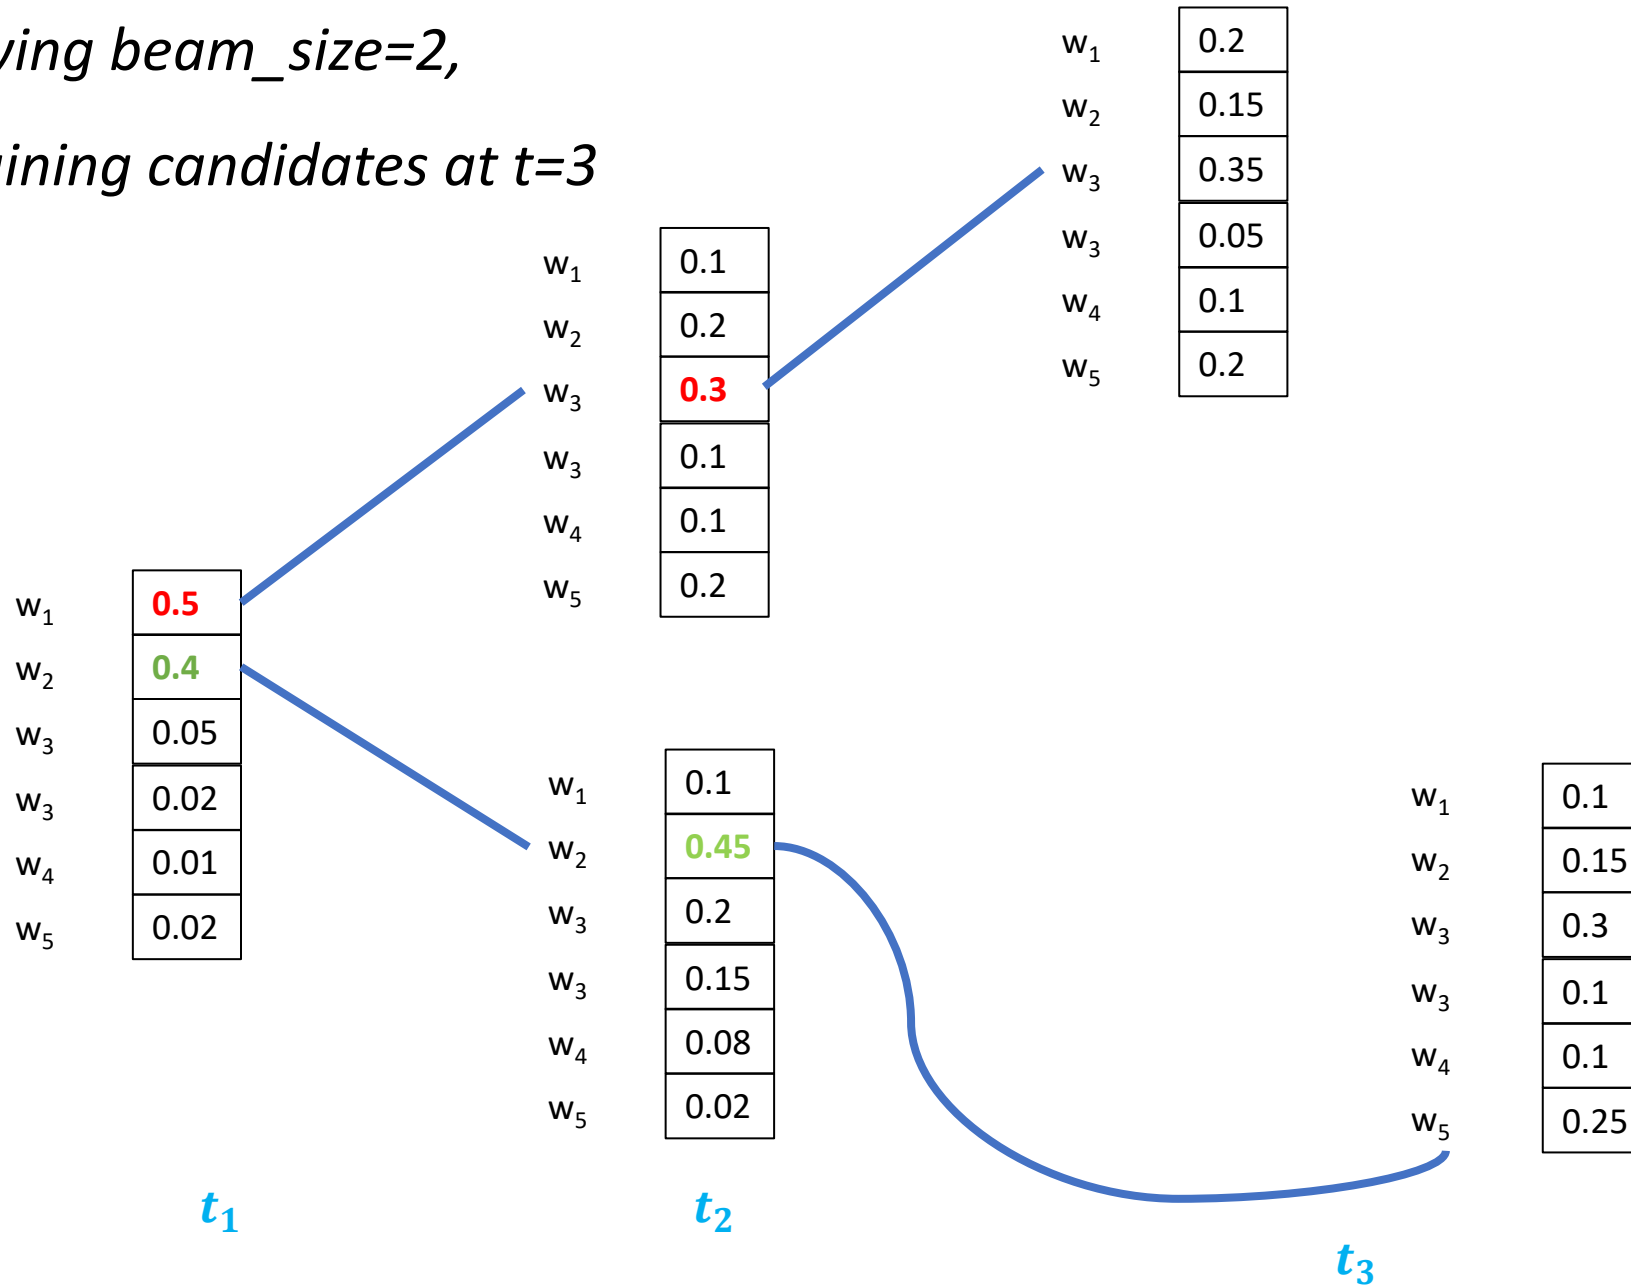 ving beam_size=2,
ining candidates at t=3
w1 0.2
w2 0.15
w3 0.35
w3 0.05
w4 0.1
w5 0.2
w1 0.1
w2 0.2
w3 0.3
w3 0.1
w4 0.1
w5 0.2
w1 0.5
w2 0.4
w3 0.05
w3 0.02
w4 0.01
w5 0.02
w1 0.1
w2 0.45
w3 0.2
w3 0.15
w4 0.08
w5 0.02
w1 0.1
w2 0.15
w3 0.3
w3 0.1
w4 0.1
w5 0.25
t1 t2
t3